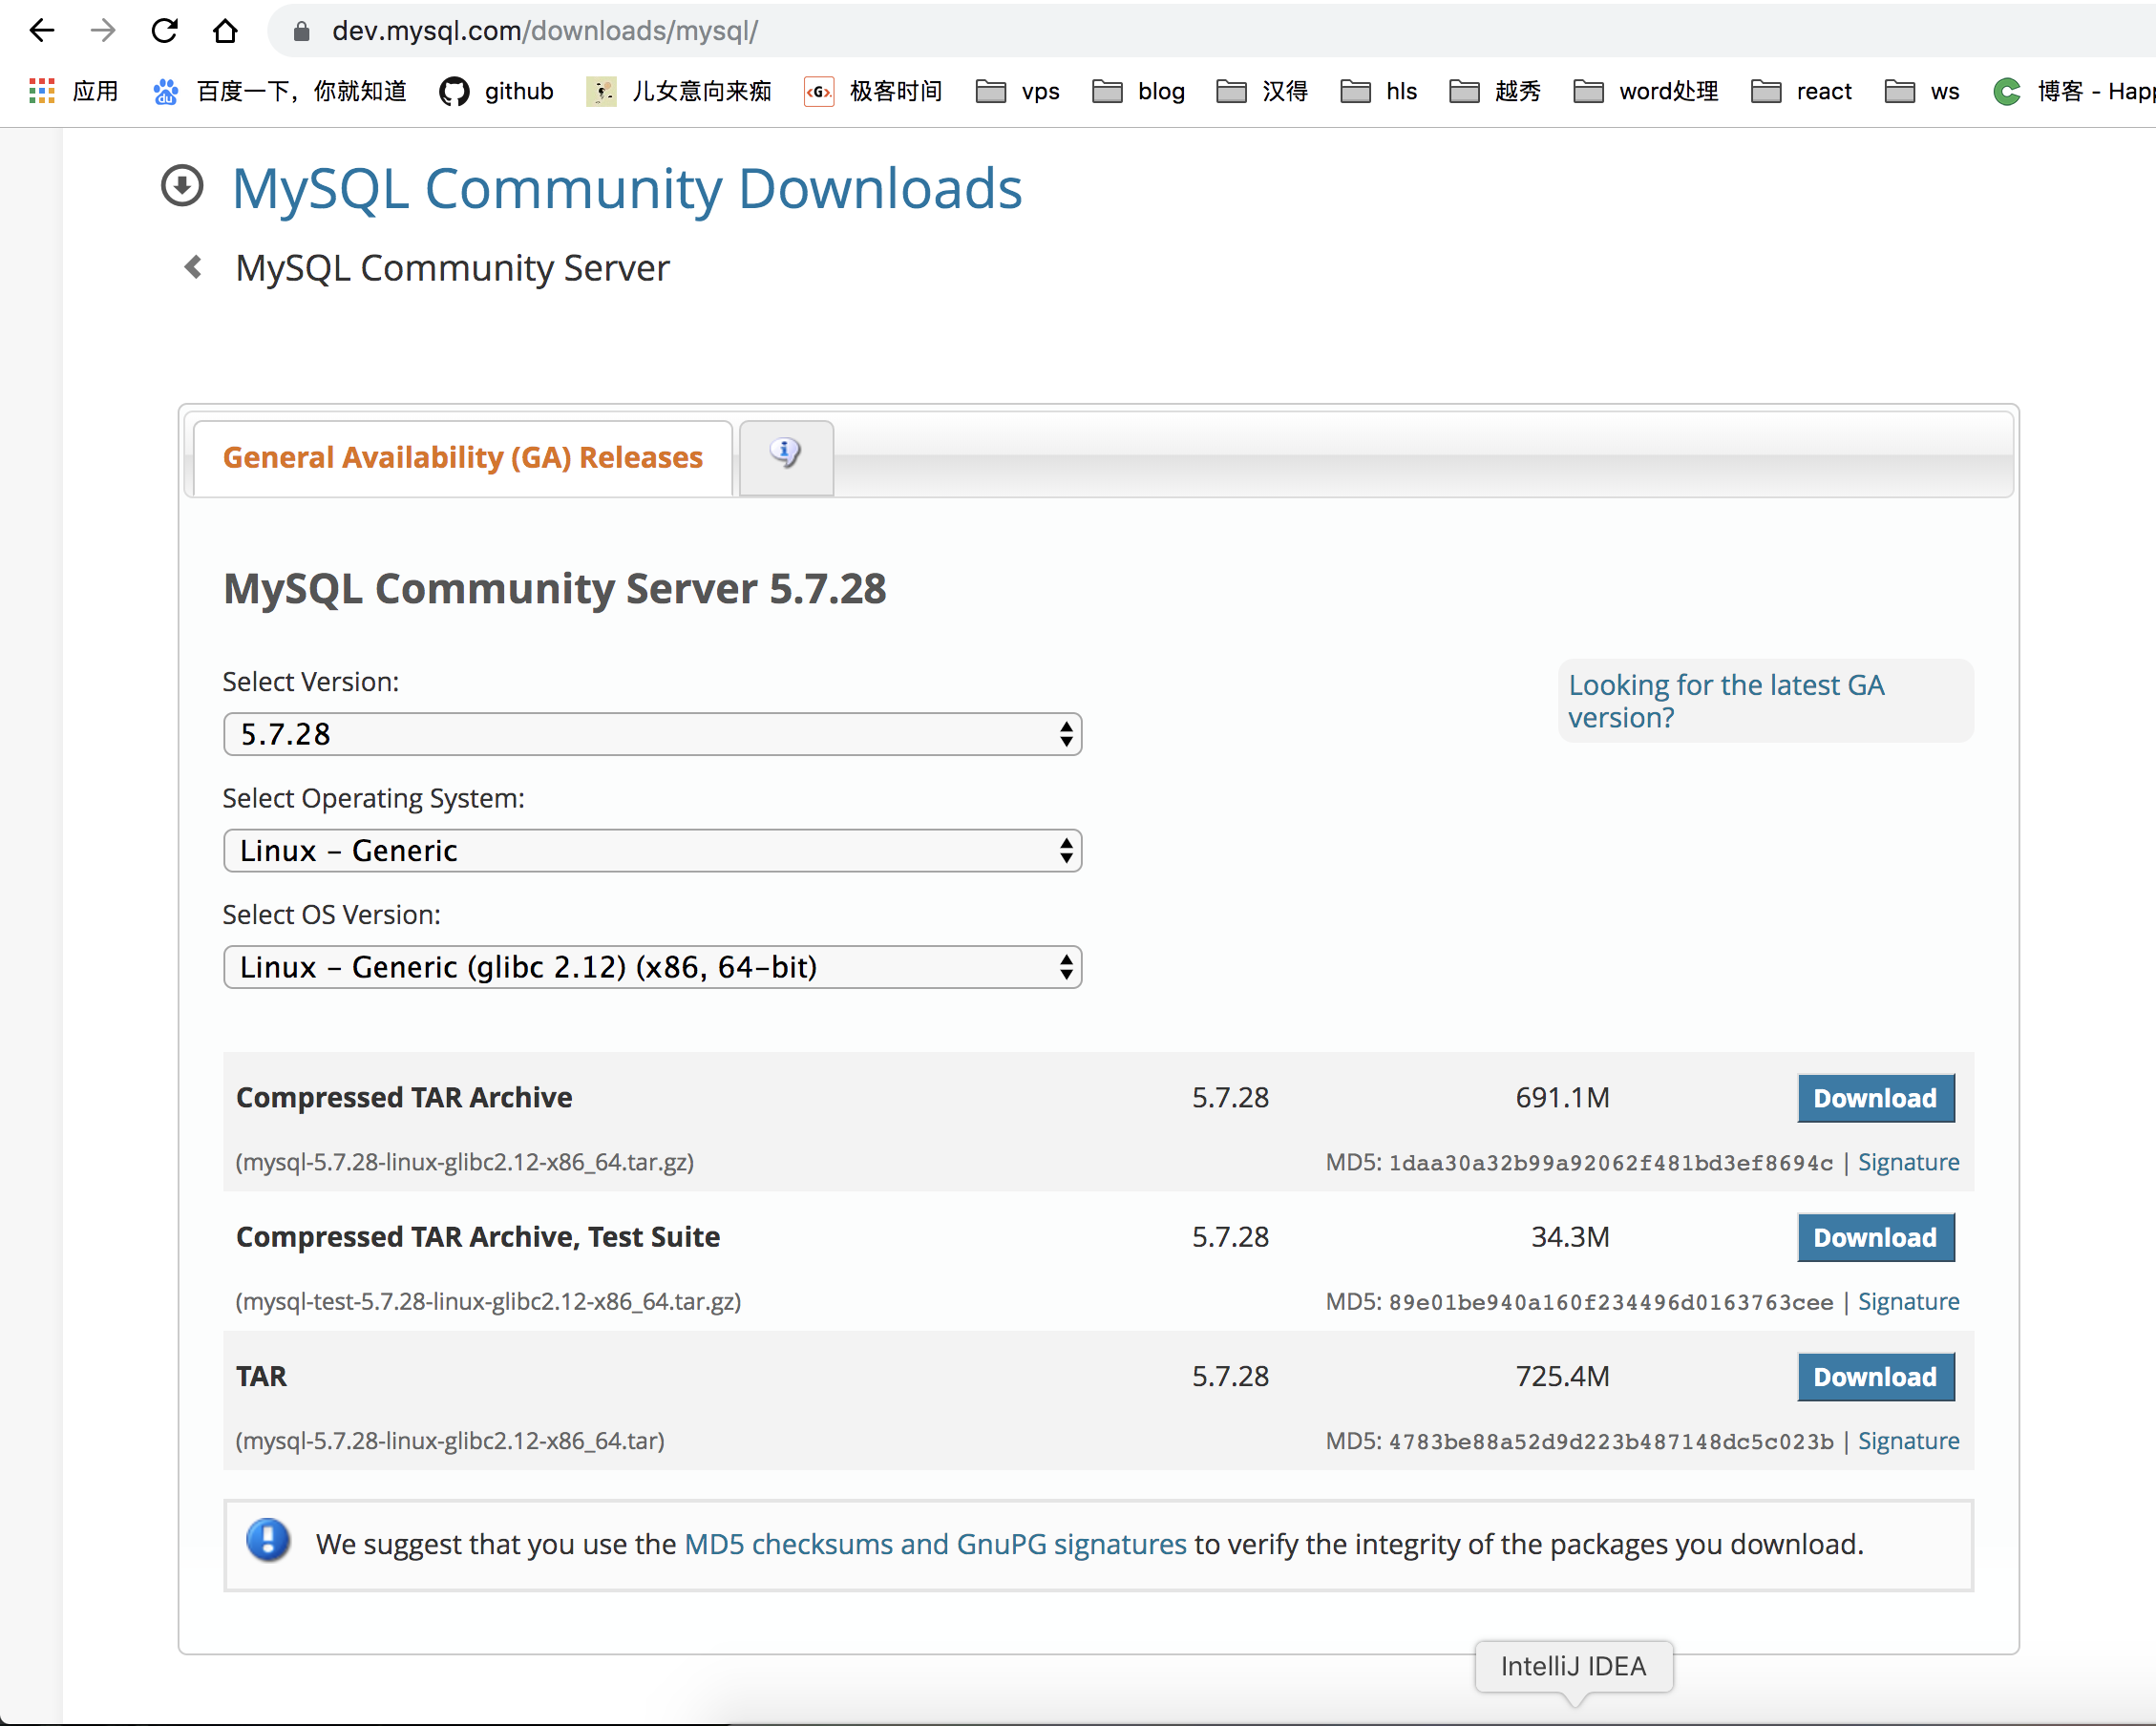 dev.mysql.com/downloads/mysql/
应用 百度一下，你就知道 github 儿女意向来痴 <G>. 极客时间 vps blog 汉得 hls 越秀 word处理 react ws 博客 - Happ
MySQL Community Downloads
MySQL Community Server
General Availability (GA) Releases
MySQL Community Server 5.7.28
Select Version:
5.7.28
Looking for the latest GA
version?
Select Operating System:
Linux – Generic
Select OS Version:
Linux – Generic (glibc 2.12) (x86, 64–bit)
Compressed TAR Archive 5.7.28 691.1M Download
(mysql-5.7.28-linux-glibc2.12-x86_64.tar.gz) MD5: 1daa30a32b99a92062f481bd3ef8694c | Signature
Compressed TAR Archive, Test Suite 5.7.28 34.3M Download
(mysql-test-5.7.28-linux-glibc2.12-x86_64.tar.gz) MD5: 89e01be940a160f234496d0163763cee | Signature
TAR 5.7.28 725.4M Download
(mysql-5.7.28-linux-glibc2.12-x86_64.tar) MD5: 4783be88a52d9d223b487148dc5c023b | Signature
We suggest that you use the MD5 checksums and GnuPG signatures to verify the integrity of the packages you download.
IntelliJ IDEA